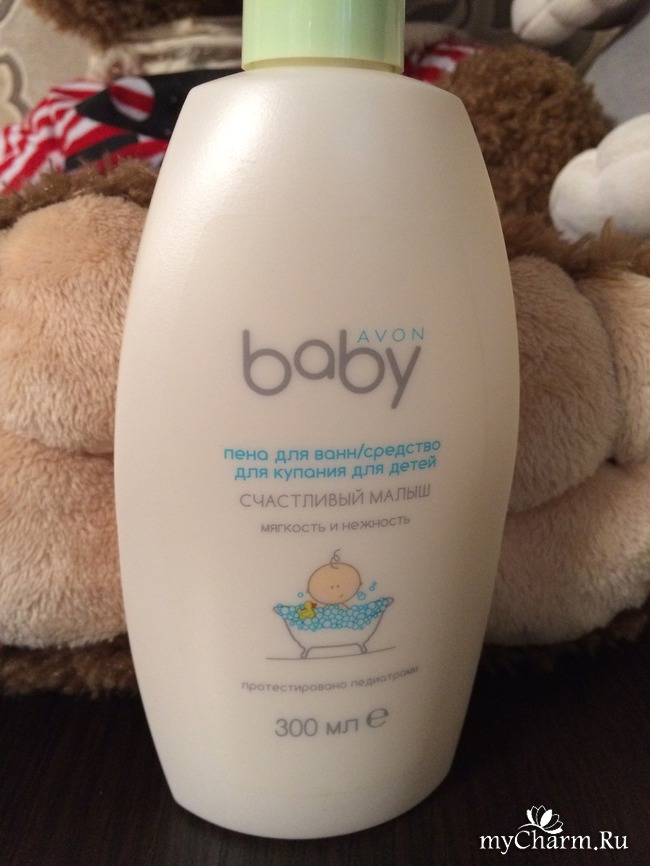 AVON
baby
пена для ванн/средство
для купания для детей
СЧАСТЛИВЫЙ МАЛЫШ
мягкость и нежность
протестировано педиатрами
300 мл e
myCharm.Ru